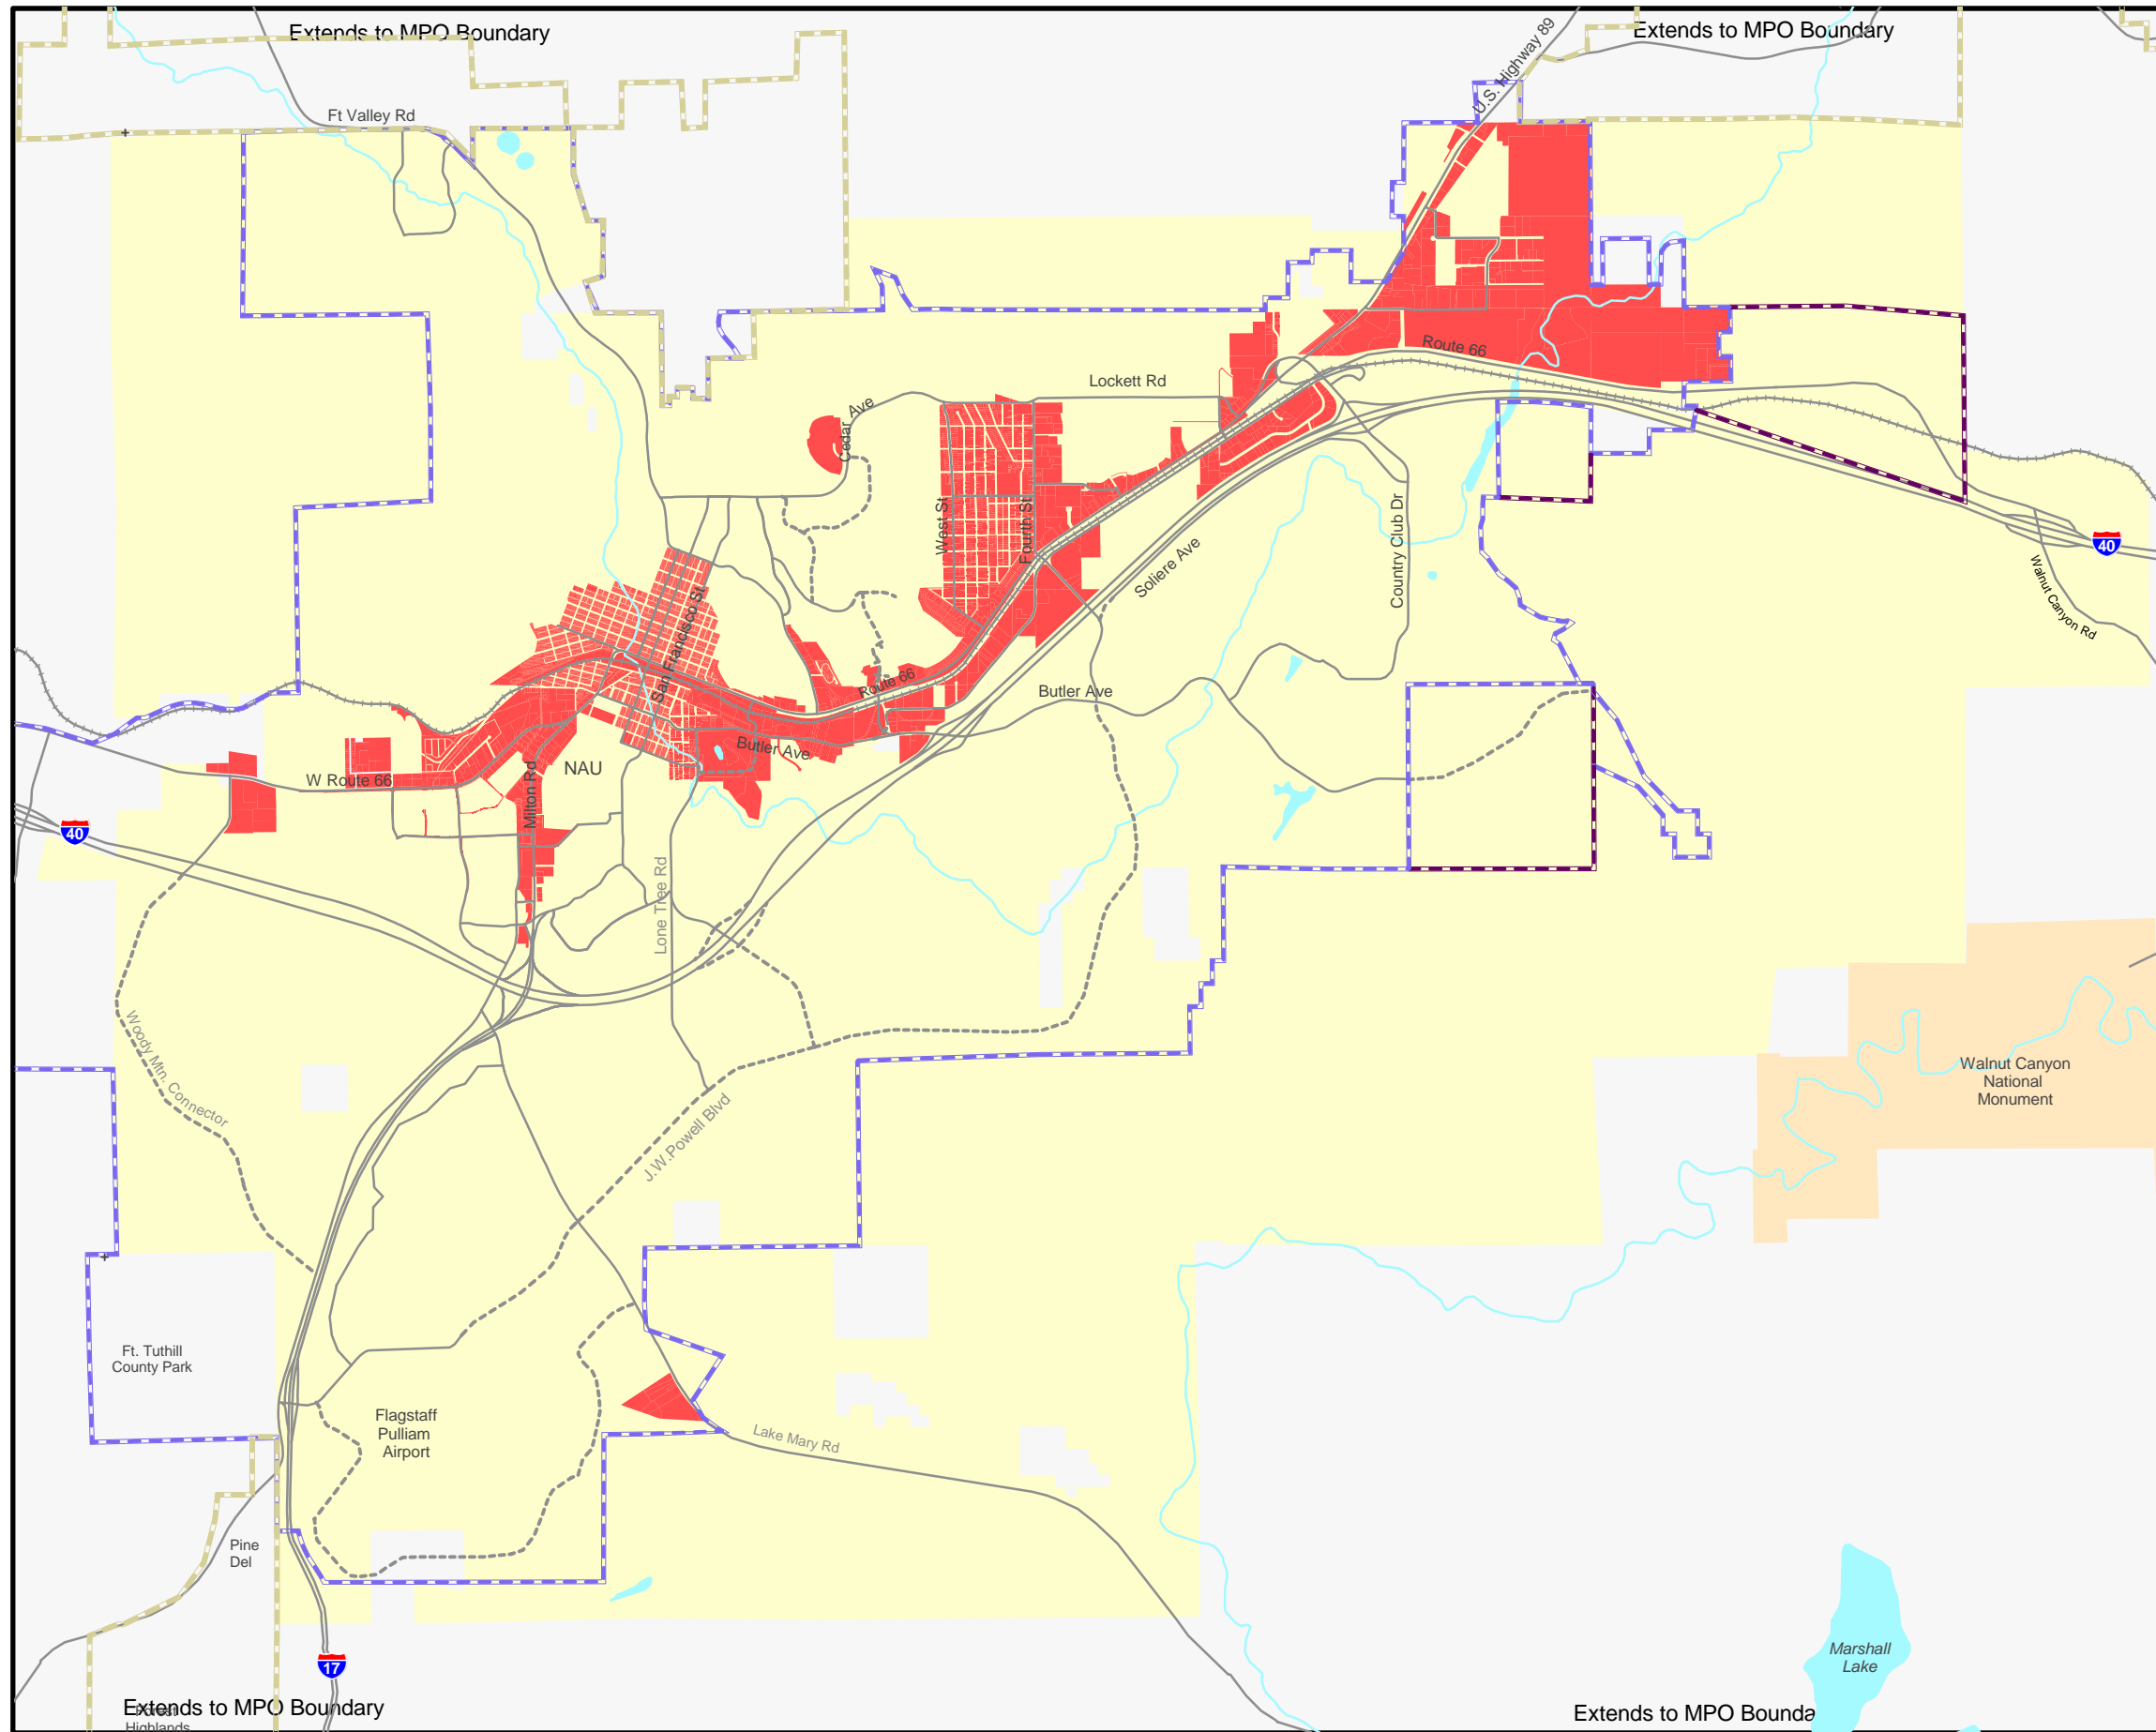 Extends to MPO Boundary
Extends to MPO Boundary
U.S. Highway 89
Ft Valley Rd
Route 66
Lockett Rd
Cedar Ave
West St
Fourth St
Country Club Dr
Soliere Ave
40
Walnut Canyon Rd
San Francisco St
Route 66
Butler Ave
Butler Ave
NAU
W Route 66
Milton Rd
40
Lone Tree Rd
Woody Mtn. Connector
J.W.Powell Blvd
Walnut Canyon
National
Monument
Ft. Tuthill
County Park
Flagstaff
Pulliam
Airport
Lake Mary Rd
Pine
Del
17
Marshall
Lake
Extends to MPO Boundary
Forest
Highlands
Extends to MPO Bounda